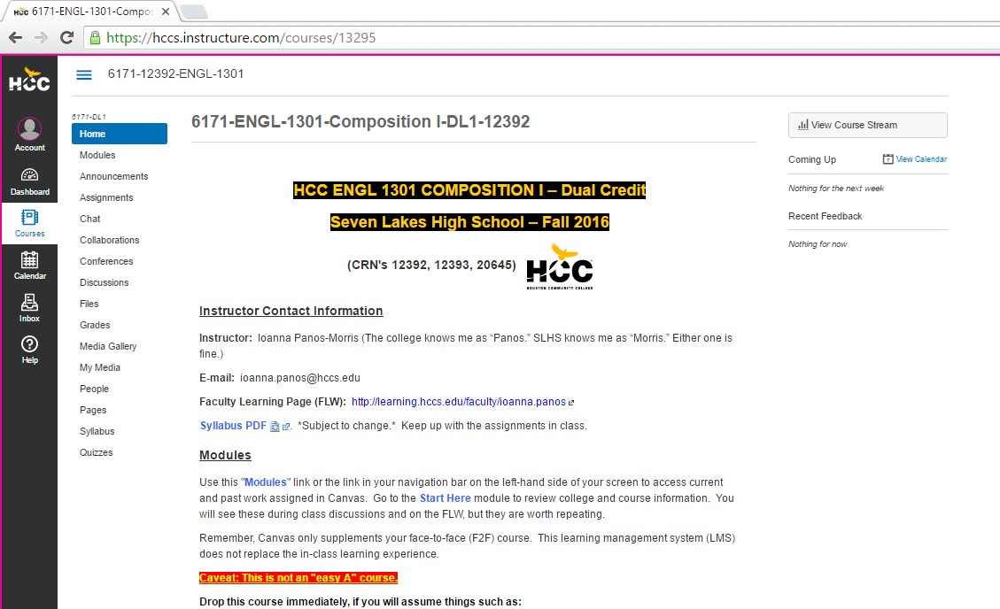 HCC 6171-ENGL-1301-Compos
https://hccs.instructure.com/courses/13295
HCC
Account
Dashboard
Courses
Calendar
Inbox
Help
6171-12392-ENGL-1301
6171-DL1
Home
Modules
Announcements
Assignments
Chat
Collaborations
Conferences
Discussions
Files
Grades
Media Gallery
My Media
People
Pages
Syllabus
Quizzes
6171-ENGL-1301-Composition I-DL1-12392
HCC ENGL 1301 COMPOSITION I – Dual Credit
Seven Lakes High School – Fall 2016
(CRN's 12392, 12393, 20645)
HCC
HOUSTON COMMUNITY COLLEGE
Instructor Contact Information
Instructor: Ioanna Panos-Morris (The college knows me as “Panos.” SLHS knows me as “Morris.” Either one is
fine.)
E-mail: ioanna.panos@hccs.edu
Faculty Learning Page (FLW): http://learning.hccs.edu/faculty/ioanna.panos
Syllabus PDF . *Subject to change.* Keep up with the assignments in class.
Modules
Use this "Modules" link or the link in your navigation bar on the left-hand side of your screen to access current
and past work assigned in Canvas. Go to the Start Here module to review college and course information. You
will see these during class discussions and on the FLW, but they are worth repeating.
Remember, Canvas only supplements your face-to-face (F2F) course. This learning management system (LMS)
does not replace the in-class learning experience.
Caveat: This is not an "easy A" course.
Drop this course immediately, if you will assume things such as:
View Course Stream
Coming Up
View Calendar
Nothing for the next week
Recent Feedback
Nothing for now